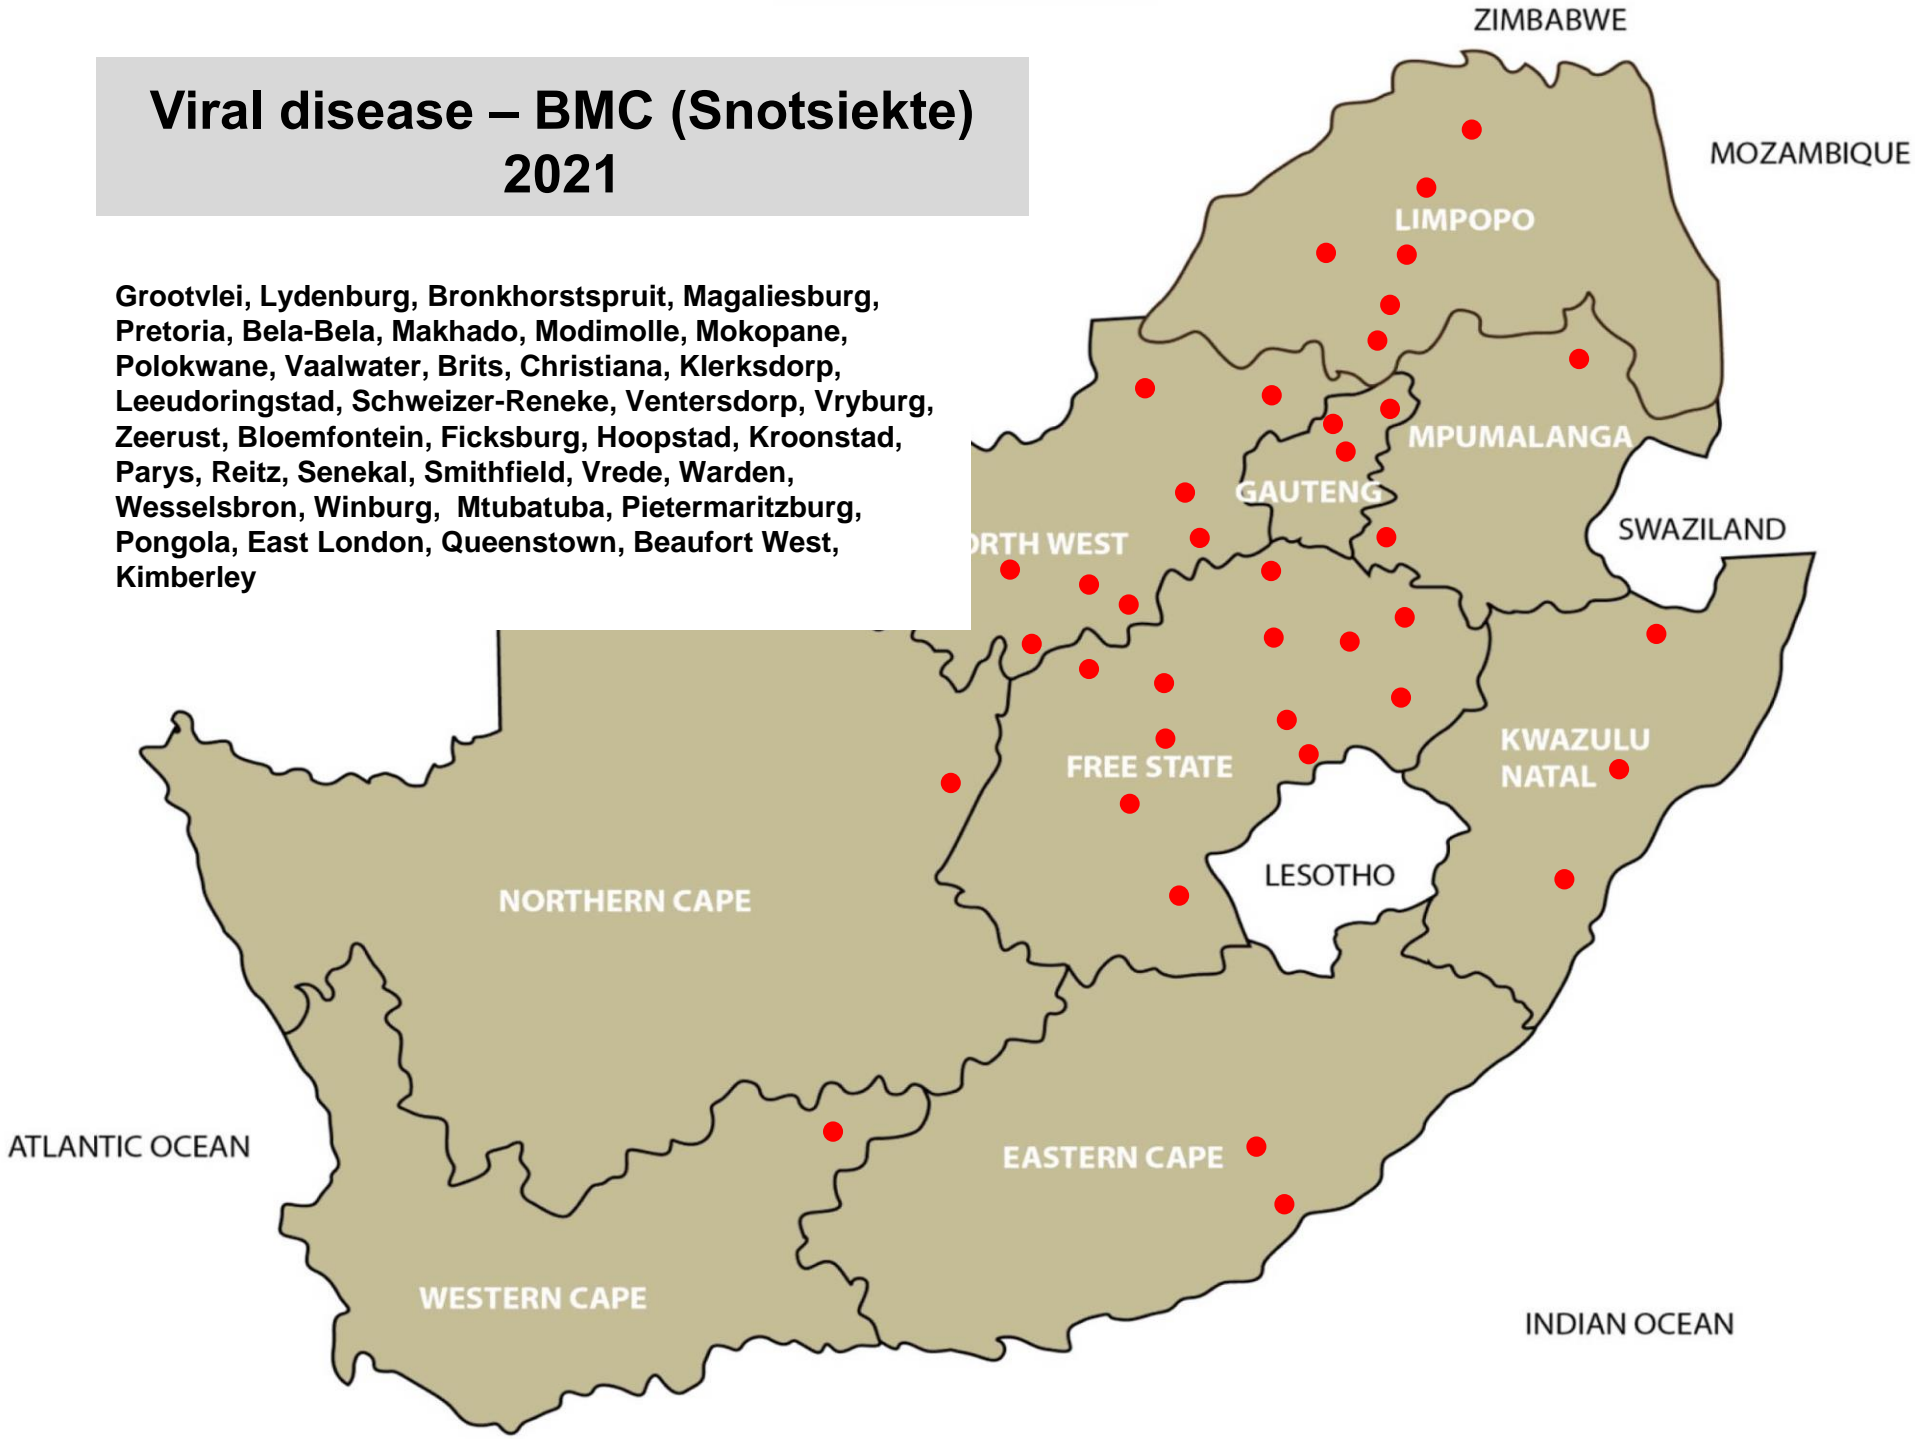 ZIMBABWE
Viral disease – BMC (Snotsiekte)
2021
MOZAMBIQUE
LIMPOPO
Grootvlei, Lydenburg, Bronkhorstspruit, Magaliesburg,
Pretoria, Bela-Bela, Makhado, Modimolle, Mokopane,
Polokwane, Vaalwater, Brits, Christiana, Klerksdorp,
Leeudoringstad, Schweizer-Reneke, Ventersdorp, Vryburg,
Zeerust, Bloemfontein, Ficksburg, Hoopstad, Kroonstad,
Parys, Reitz, Senekal, Smithfield, Vrede, Warden,
Wesselsbron, Winburg, Mtubatuba, Pietermaritzburg,
Pongola, East London, Queenstown, Beaufort West,
Kimberley
MPUMALANGA
GAUTENG
SWAZILAND
ORTH WEST
KWAZULU
NATAL
FREE STATE
LESOTHO
NORTHERN CAPE
ATLANTIC OCEAN
EASTERN CAPE
WESTERN CAPE
INDIAN OCEAN